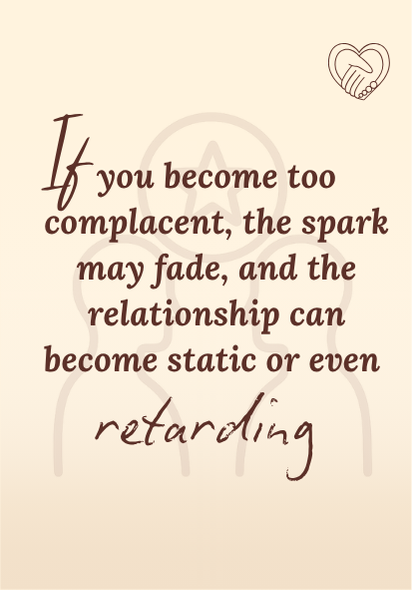 If you become too
complacent, the spark
may fade, and the
relationship can
become static or even
retarding